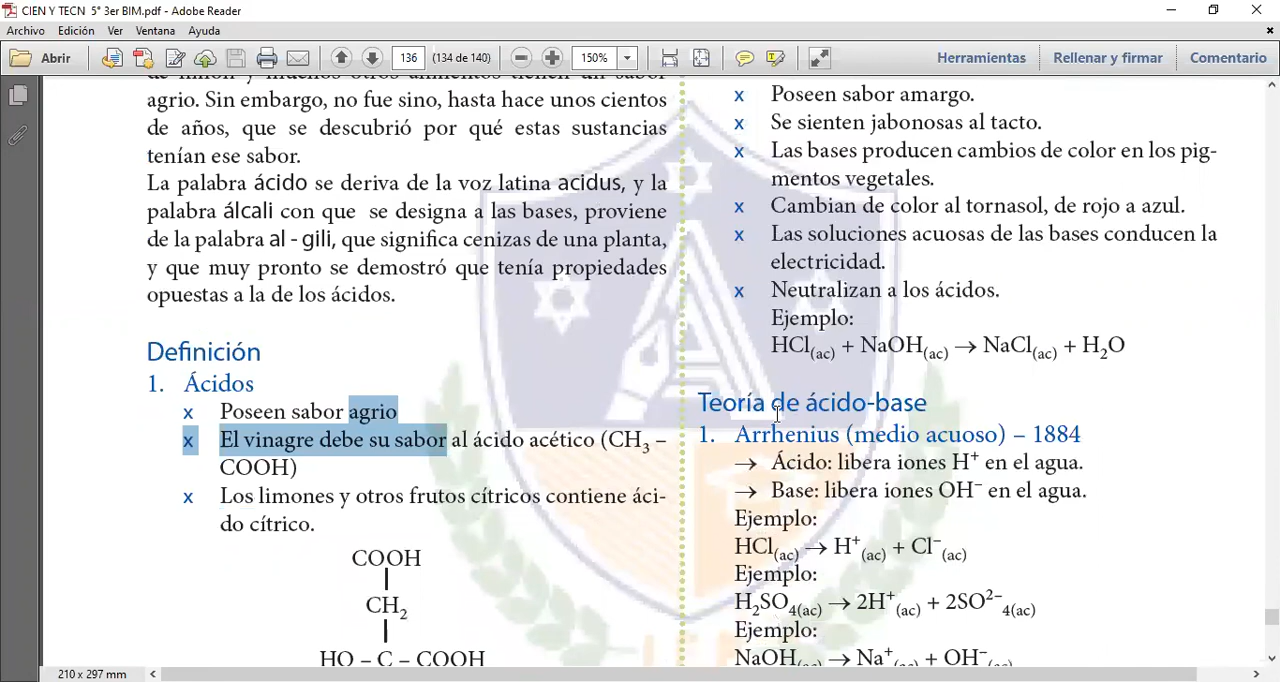 CIEN Y TECN 5° 3er BIM.pdf - Adobe Reader
Archivo Edición Ver Ventana Ayuda
Abrir 136 (134 de 140) 150% Herramientas Rellenar y firmar Comentario
agrio. Sin embargo, no fue sino, hasta hace unos cientos
de años, que se descubrió por qué estas sustancias
tenían ese sabor.
La palabra ácido se deriva de la voz latina acidus, y la
palabra álcali con que se designa a las bases, proviene
de la palabra al - gili, que significa cenizas de una planta,
y que muy pronto se demostró que tenía propiedades
opuestas a la de los ácidos.
Definición
1. Ácidos
x Poseen sabor agrio
x El vinagre debe su sabor al ácido acético (CH3 –
COOH)
x Los limones y otros frutos cítricos contiene áci-
do cítrico.
COOH
CH2
HO – C – COOH
x Poseen sabor amargo.
x Se sienten jabonosas al tacto.
x Las bases producen cambios de color en los pig-
mentos vegetales.
x Cambian de color al tornasol, de rojo a azul.
x Las soluciones acuosas de las bases conducen la
electricidad.
x Neutralizan a los ácidos.
Ejemplo:
HCl(ac) + NaOH(ac) → NaCl(ac) + H2O
Teoría de ácido-base
1. Arrhenius (medio acuoso) – 1884
→ Ácido: libera iones H+ en el agua.
→ Base: libera iones OH– en el agua.
Ejemplo:
HCl(ac) → H+(ac) + Cl–(ac)
Ejemplo:
H2SO4(ac) → 2H+(ac) + 2SO2–4(ac)
Ejemplo:
NaOH(ac) → Na+(ac) + OH–(ac)
210 x 297 mm